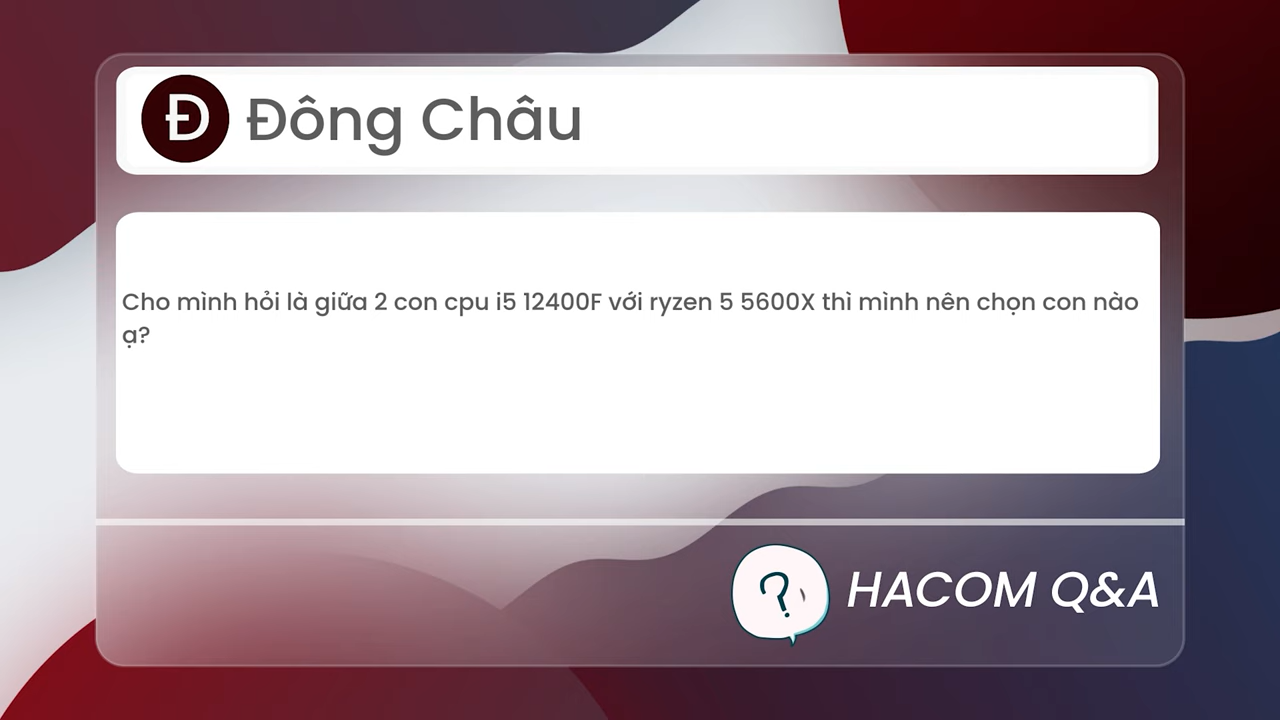 Đ
Đông Châu
Cho mình hỏi là giữa 2 con cpu i5 12400F với ryzen 5 5600X thì mình nên chọn con nào
ạ?
?
HACOM Q&A